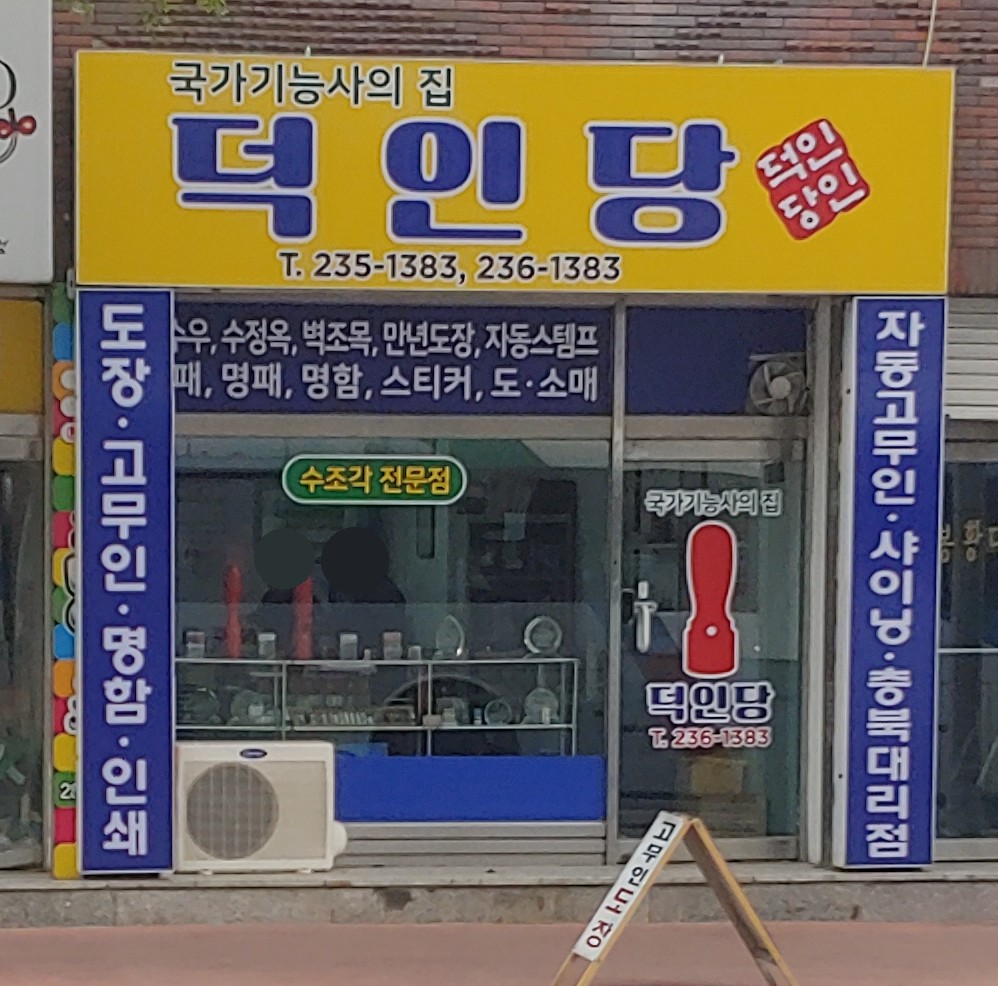 국가기능사의 집
덕인당
덕인
당인
T. 235-1383, 236-1383
도장·고무인·명함·인쇄
수우, 수정옥, 벽조목, 만년도장, 자동스템프
패, 명패, 명함, 스티커, 도·소매
수조각 전문점
국가기능사의 집
덕인당
T. 236-1383
자동고무인·샤이닝·충북대리점
고무인도장